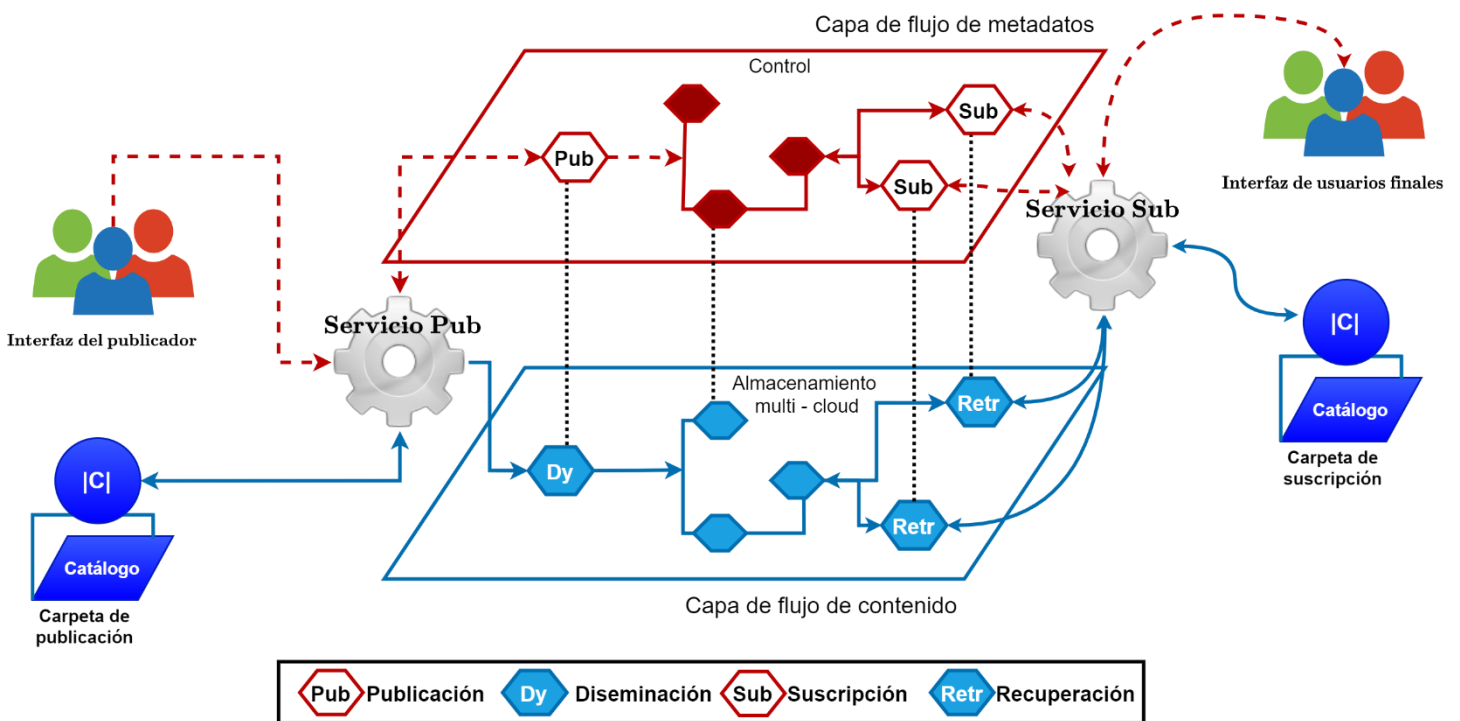 Capa de flujo de metadatos
Control
Pub
Sub
Sub
Interfaz de usuarios finales
Servicio Sub
Interfaz del publicador
Servicio Pub
|C|
Catálogo
Carpeta de
suscripción
Almacenamiento
multi - cloud
Retr
Dy
Retr
|C|
Catálogo
Carpeta de
publicación
Capa de flujo de contenido
Pub Publicación Dy Diseminación Sub Suscripción Retr Recuperación